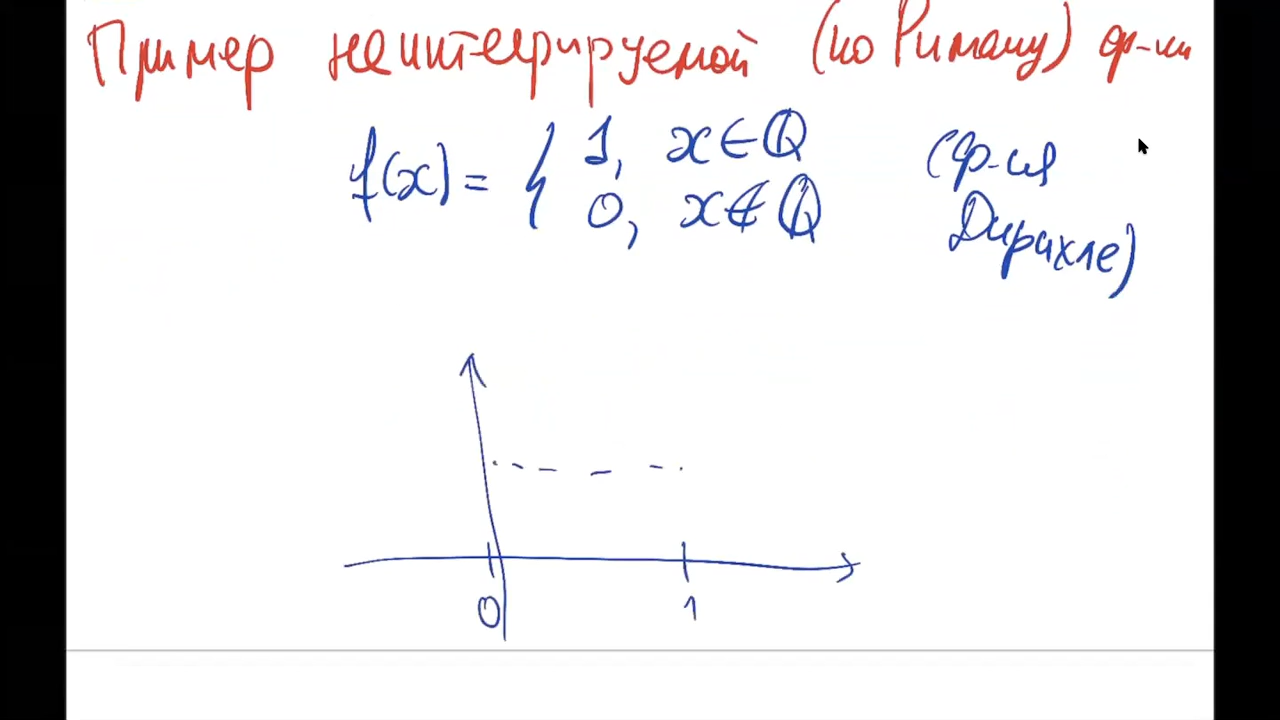 Пример неинтегрируемой (по Риману) ф-ии
f(x) = { 1, x ∈ ℚ
0, x ∉ ℚ
(ф-ия
Дирихле)
0 1